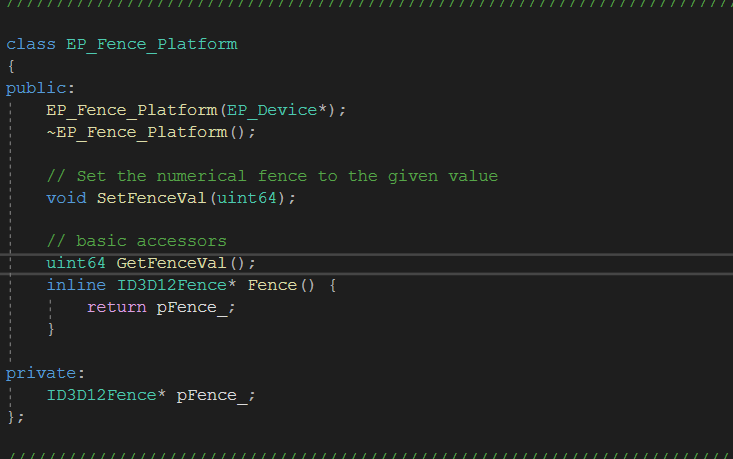 ////////////////////////////////////////////////////////////////////////
class EP_Fence_Platform
{
public:
    EP_Fence_Platform(EP_Device*);
    ~EP_Fence_Platform();

    // Set the numerical fence to the given value
    void SetFenceVal(uint64);

    // basic accessors
    uint64 GetFenceVal();
    inline ID3D12Fence* Fence() {
        return pFence_;
    }

private:
    ID3D12Fence* pFence_;
};
////////////////////////////////////////////////////////////////////////